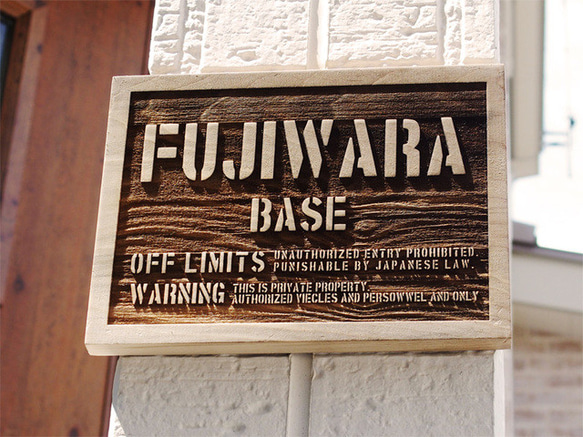 FUJIWARA
BASE
OFF LIMITS UNAUTHORIZED ENTRY PROHIBITED.
PUNISHABLE BY JAPANESE LAW.
WARNING THIS IS PRIVATE PROPERTY.
AUTHORIZED VIECLES AND PERSOWWEL AND ONLY